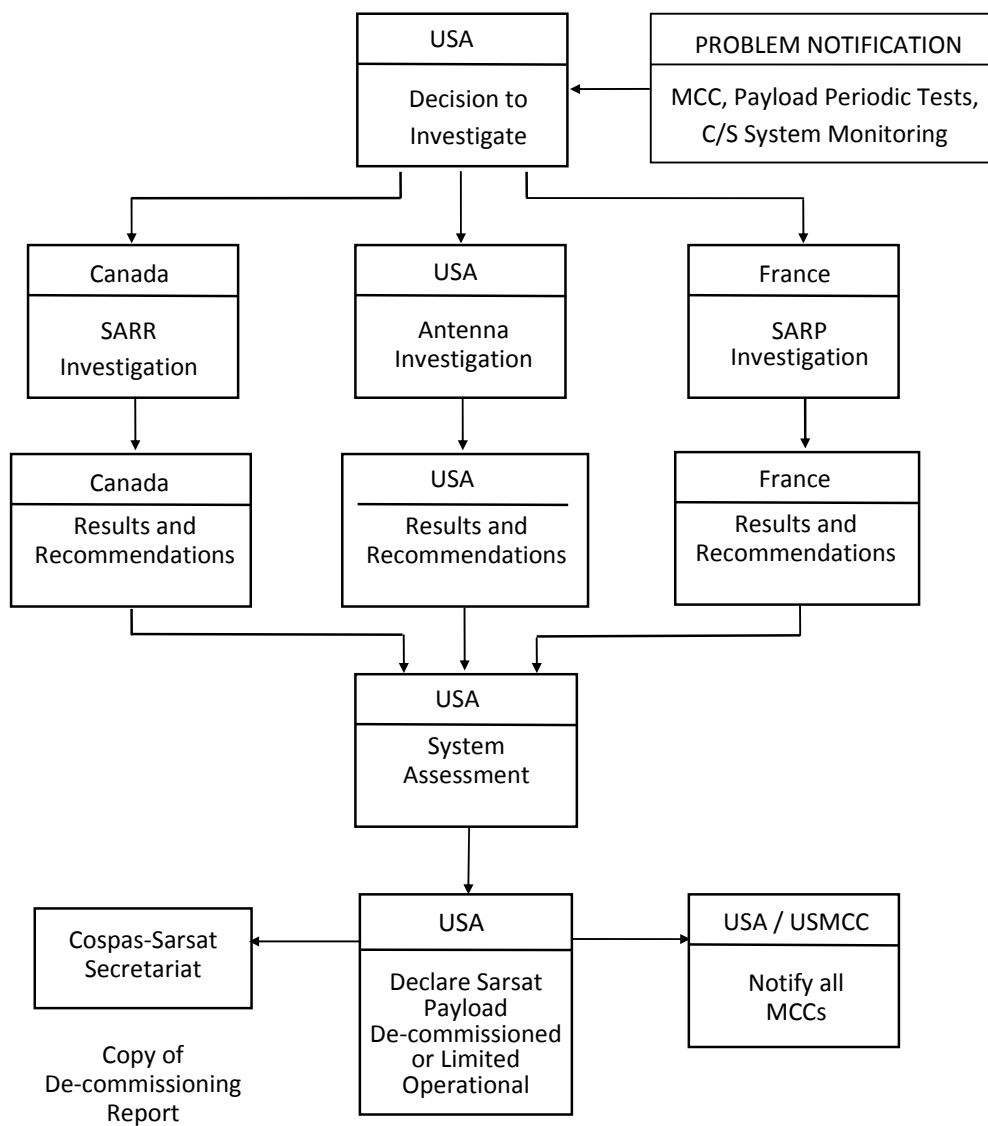 USA
Decision to
Investigate
PROBLEM NOTIFICATION
MCC, Payload Periodic Tests,
C/S System Monitoring
Canada
SARR
Investigation
USA
Antenna
Investigation
France
SARP
Investigation
Canada
Results and
Recommendations
USA
Results and
Recommendations
France
Results and
Recommendations
USA
System
Assessment
Cospas-Sarsat
Secretariat
Copy of
De-commissioning
Report
USA
Declare Sarsat
Payload
De-commissioned
or Limited
Operational
USA / USMCC
Notify all
MCCs